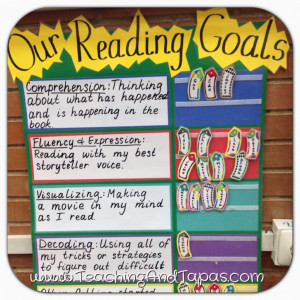 Our Reading Goals
Comprehension: Thinking
about what has happened
and is happening in the
book.
Fluency & Expression:
Reading with my best
storyteller voice.
Visualizing: Making
a movie in my mind
as I read.
Decoding: Using all of
my tricks or strategies
to figure out difficult
www.TeachingAndTapas.com